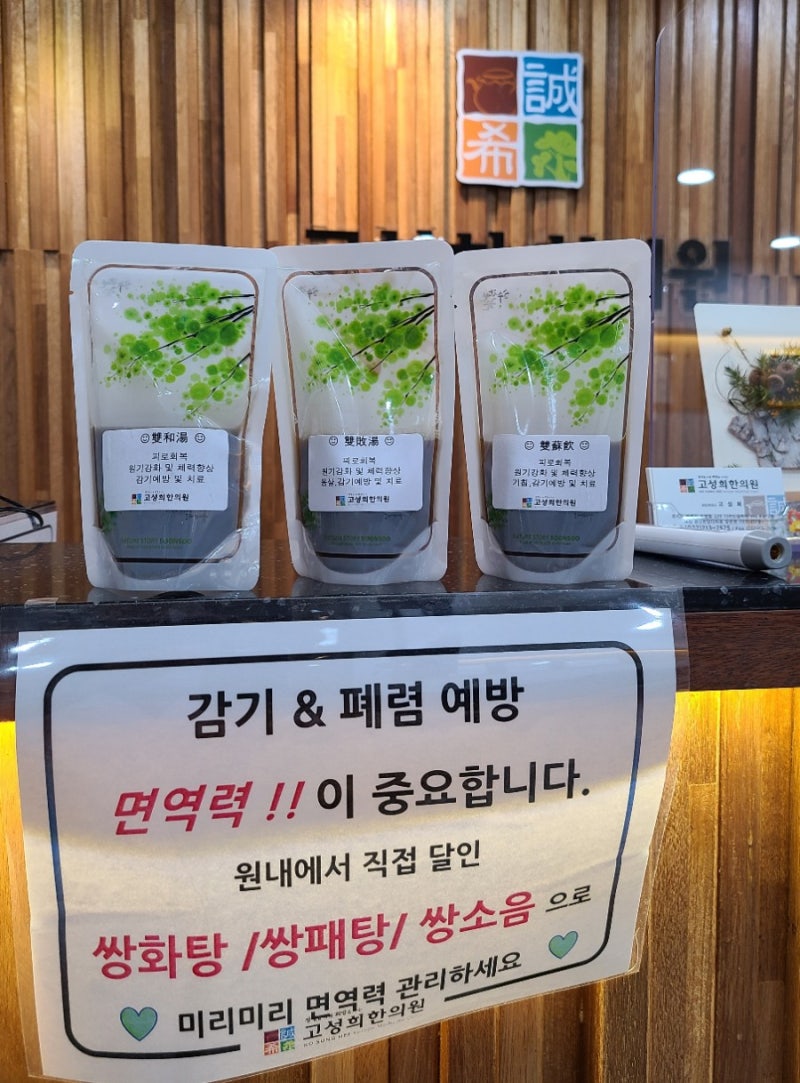 誠
希
雙和湯
피로회복
원기강화 및 체력향상
감기예방 및 치료
고성희한의원
雙敗湯
피로회복
원기강화 및 체력향상
몸살,감기예방 및 치료
고성희한의원
雙蘇飮
피로회복
원기강화 및 체력향상
기침,감기예방 및 치료
고성희한의원
고성희한의원
감기 & 폐렴 예방
면역력 !! 이 중요합니다.
원내에서 직접 달인
쌍화탕 /쌍패탕/ 쌍소음 으로
미리미리 면역력 관리하세요
고성희한의원